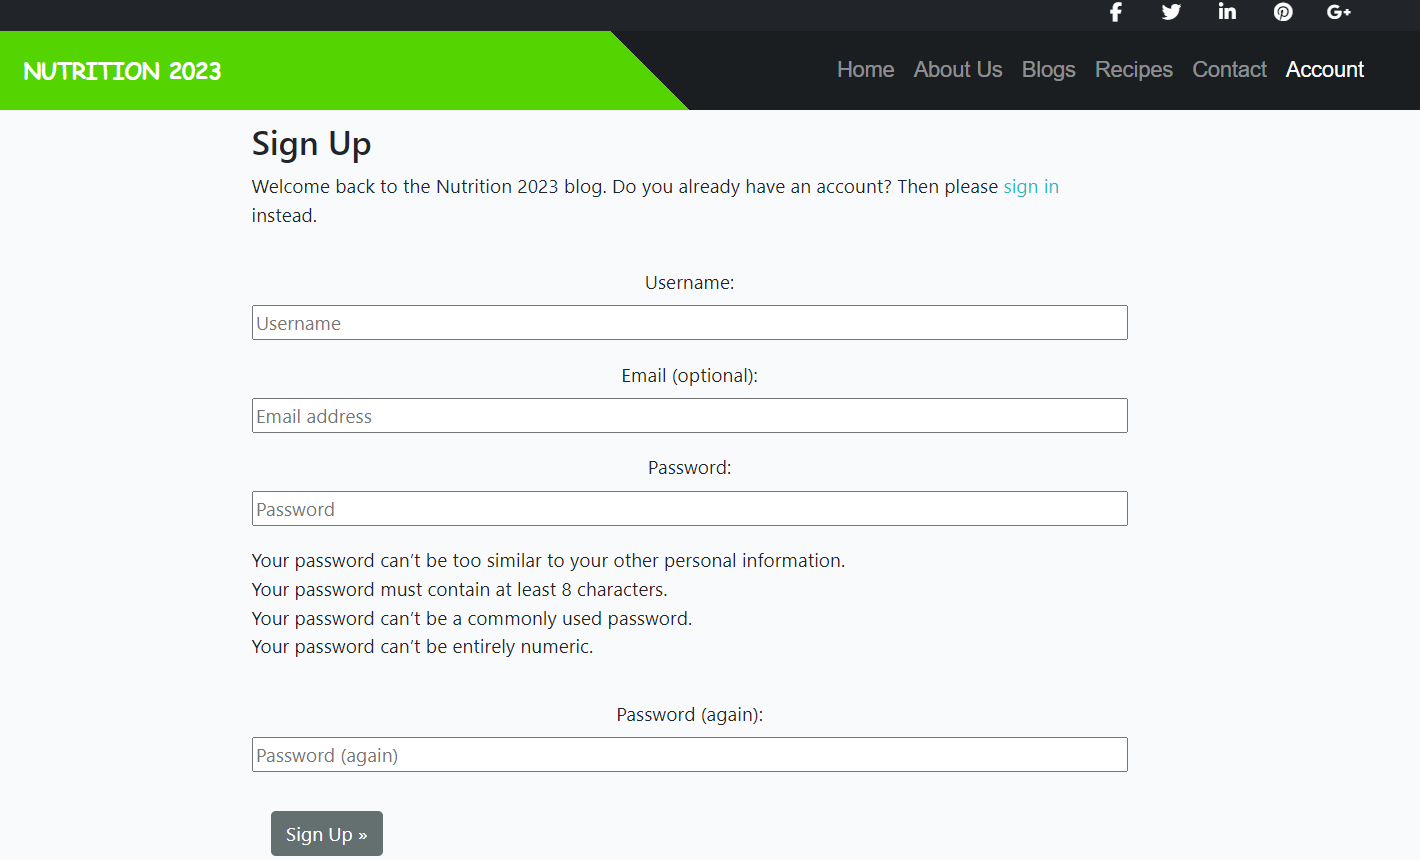 NUTRITION 2023
Home About Us Blogs Recipes Contact Account
Sign Up
Welcome back to the Nutrition 2023 blog. Do you already have an account? Then please sign in
instead.
Username:
Username
Email (optional):
Email address
Password:
Password
Your password can’t be too similar to your other personal information.
Your password must contain at least 8 characters.
Your password can’t be a commonly used password.
Your password can’t be entirely numeric.
Password (again):
Password (again)
Sign Up »